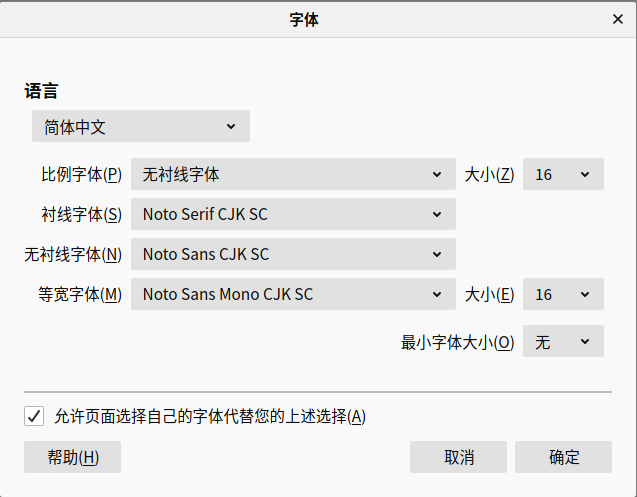 字体
语言
简体中文
比例字体(P) 无衬线字体 大小(Z) 16
衬线字体(S) Noto Serif CJK SC
无衬线字体(N) Noto Sans CJK SC
等宽字体(M) Noto Sans Mono CJK SC 大小(E) 16
最小字体大小(O) 无
允许页面选择自己的字体代替您的上述选择(A)
帮助(H) 取消 确定